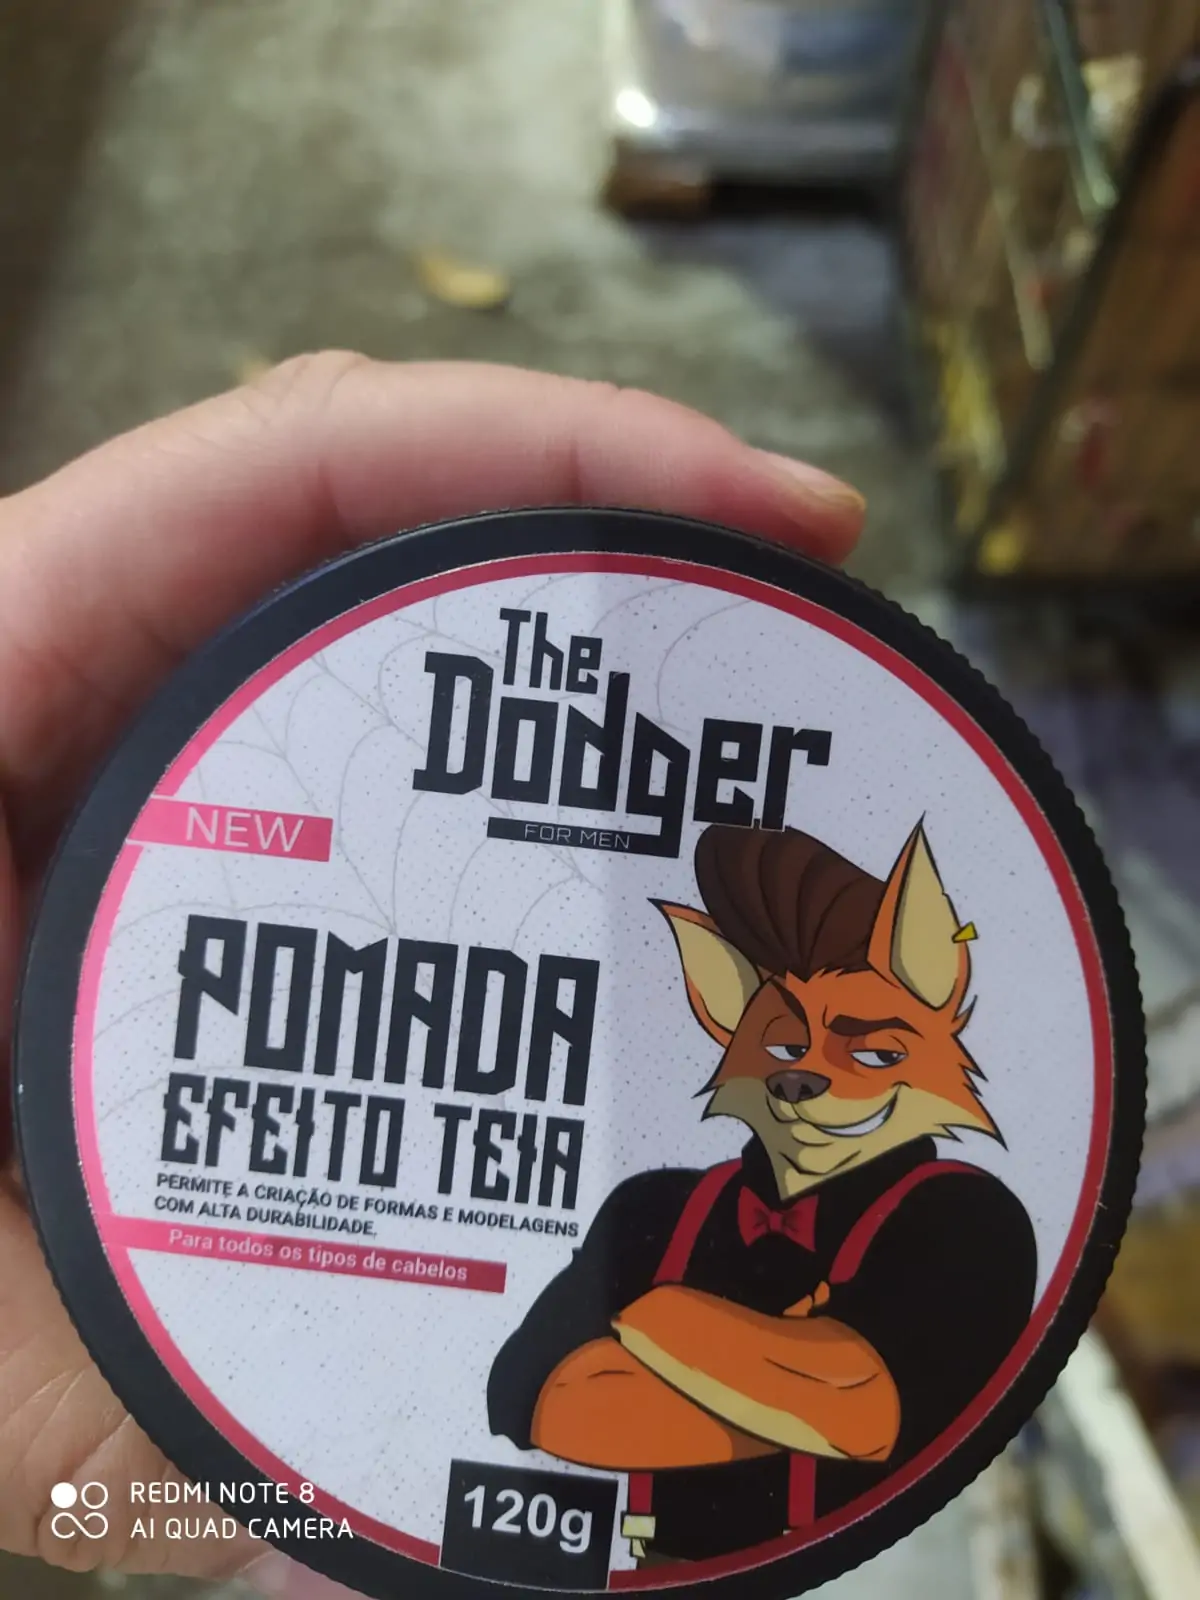 The
Dodger
FOR MEN
NEW
POMADA
EFEITO TEIA
PERMITE A CRIAÇÃO DE FORMAS E MODELAGENS
COM ALTA DURABILIDADE.
Para todos os tipos de cabelos
120g
REDMI NOTE 8
AI QUAD CAMERA